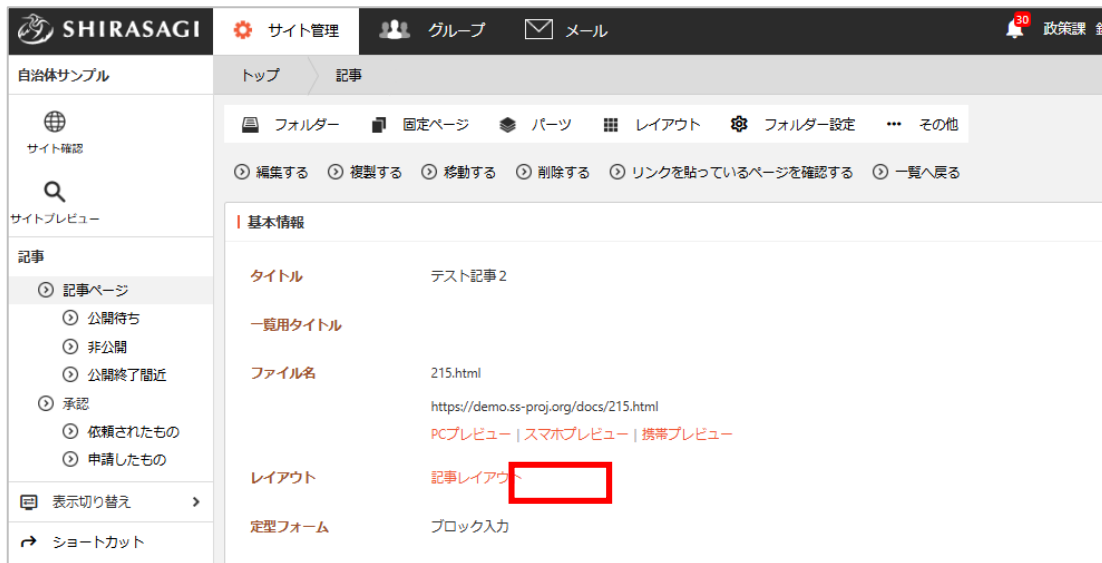 SHIRASAGI サイト管理 グループ メール 30 政策課
自治体サンプル トップ 記事
サイト確認
サイトプレビュー
フォルダー 固定ページ パーツ レイアウト フォルダー設定 ••• その他
編集する 複製する 移動する 削除する リンクを貼っているページを確認する 一覧へ戻る
基本情報
記事
記事ページ
公開待ち
非公開
公開終了間近
承認
依頼されたもの
申請したもの
表示切り替え
ショートカット
タイトル テスト記事2
一覧用タイトル
ファイル名 215.html
https://demo.ss-proj.org/docs/215.html
PCプレビュー | スマホプレビュー | 携帯プレビュー
レイアウト 記事レイアウト
定型フォーム ブロック入力